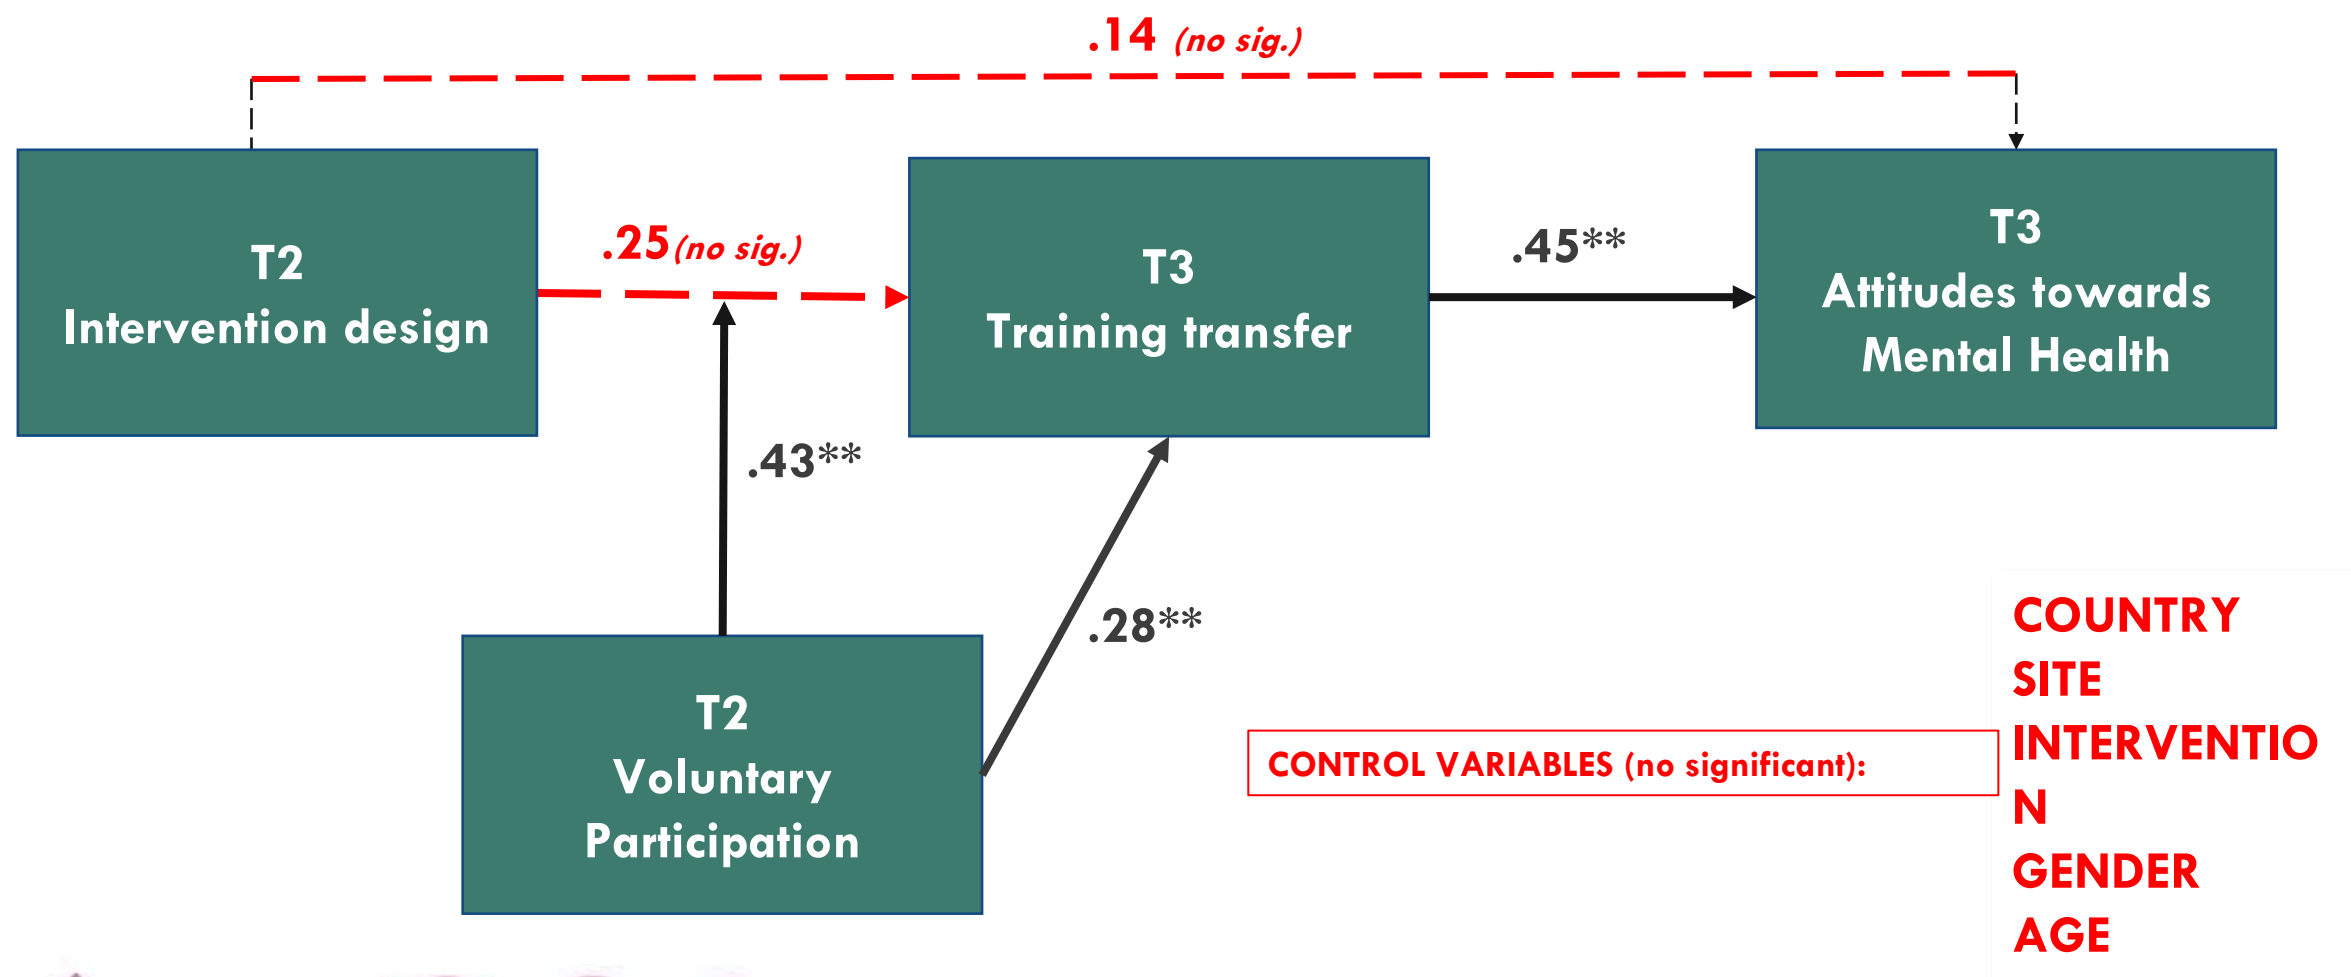 .14 (no sig.)
T2
Intervention design
.25(no sig.)
T3
Training transfer
.45**
T3
Attitudes towards
Mental Health
.43**
.28**
T2
Voluntary
Participation
CONTROL VARIABLES (no significant):
COUNTRY
SITE
INTERVENTIO
N
GENDER
AGE